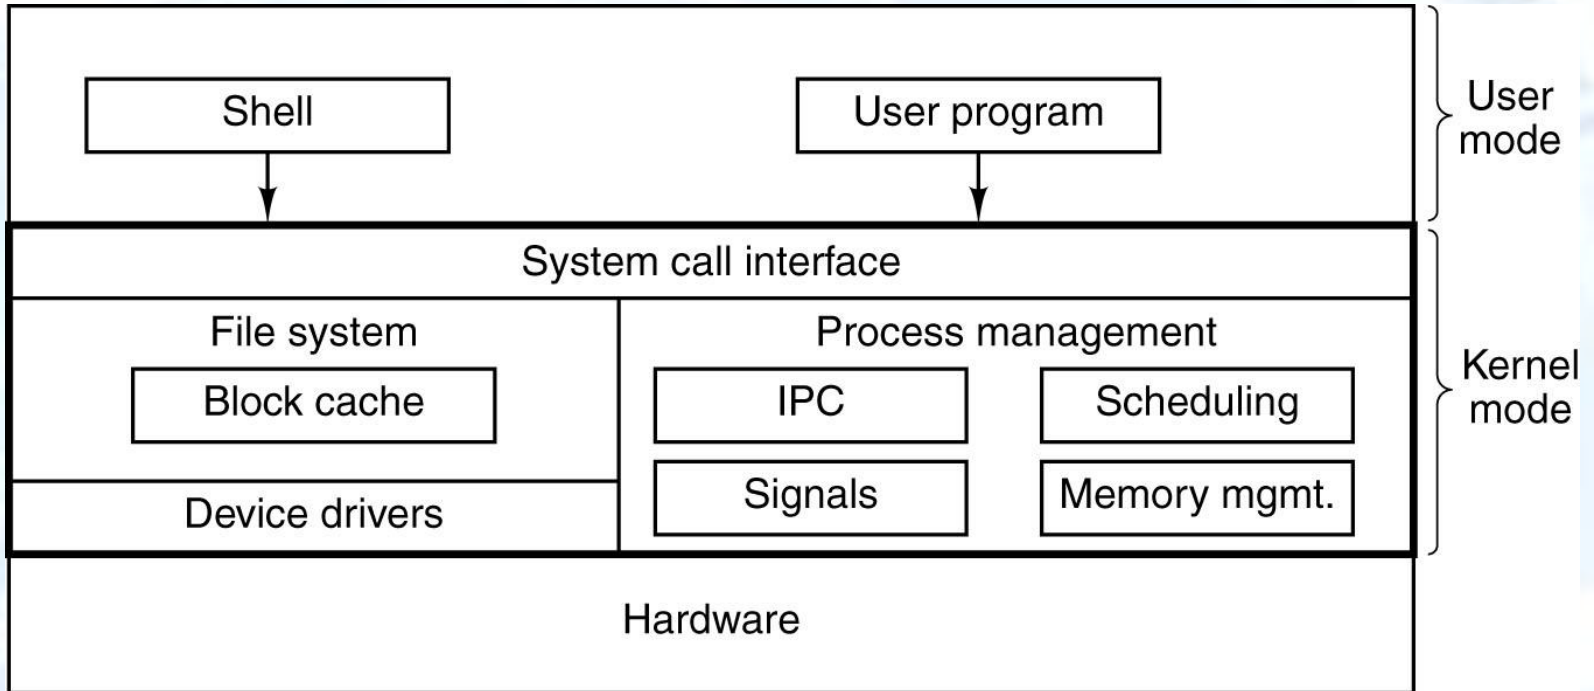 Shell
User program
User
mode
System call interface
File system
Process management
Block cache
IPC
Scheduling
Signals
Memory mgmt.
Device drivers
Kernel
mode
Hardware